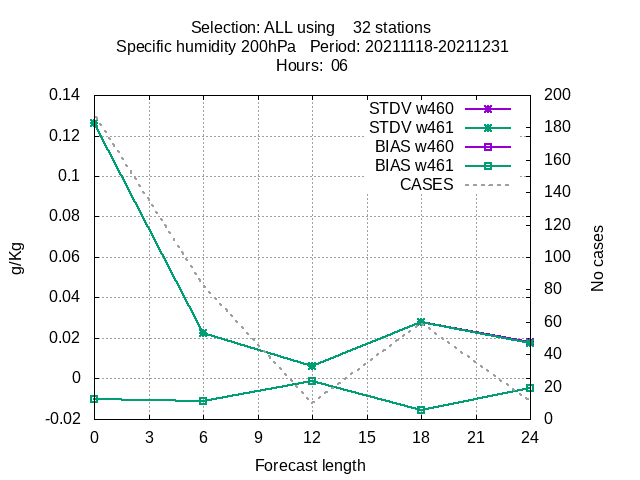 Selection: ALL using    32 stations
Specific humidity 200hPa   Period: 20211118-20211231
Hours:  06
0.14
0.12
0.1
0.08
0.06
0.04
0.02
0
-0.02
g/Kg
STDV w460
STDV w461
BIAS w460
BIAS w461
CASES
200
180
160
140
120
100
80
60
40
20
0
No cases
0 3 6 9 12 15 18 21 24
Forecast length